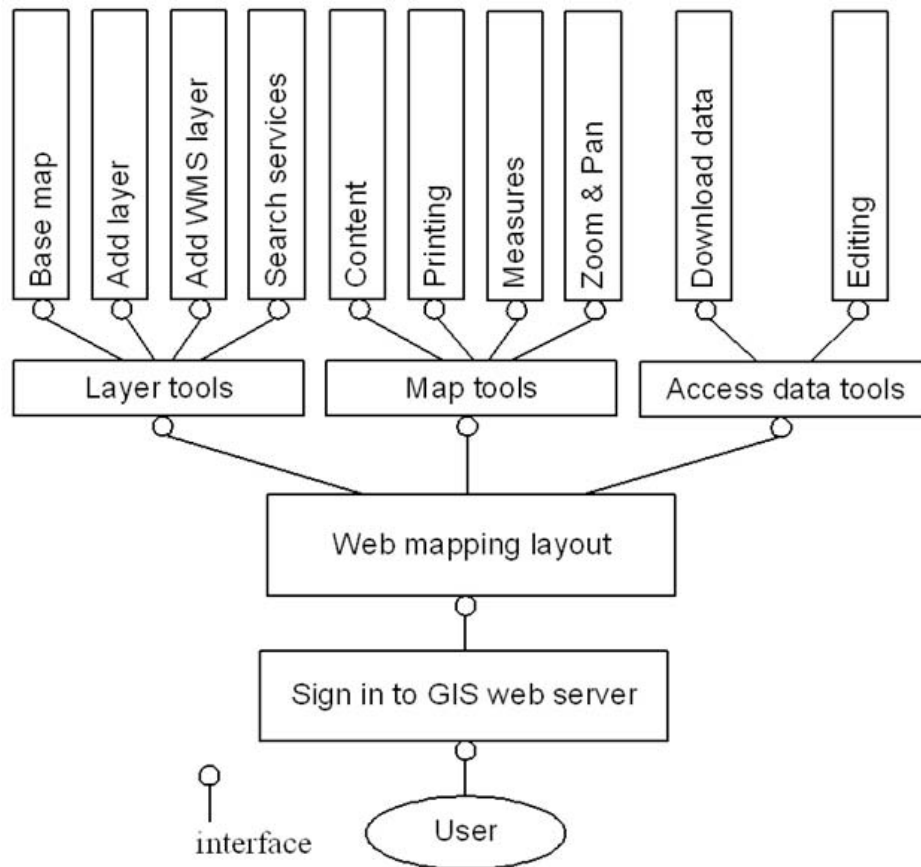 Base map
Add layer
Add WMS layer
Search services
Content
Printing
Measures
Zoom & Pan
Download data
Editing
Layer tools
Map tools
Access data tools
Web mapping layout
Sign in to GIS web server
User
interface